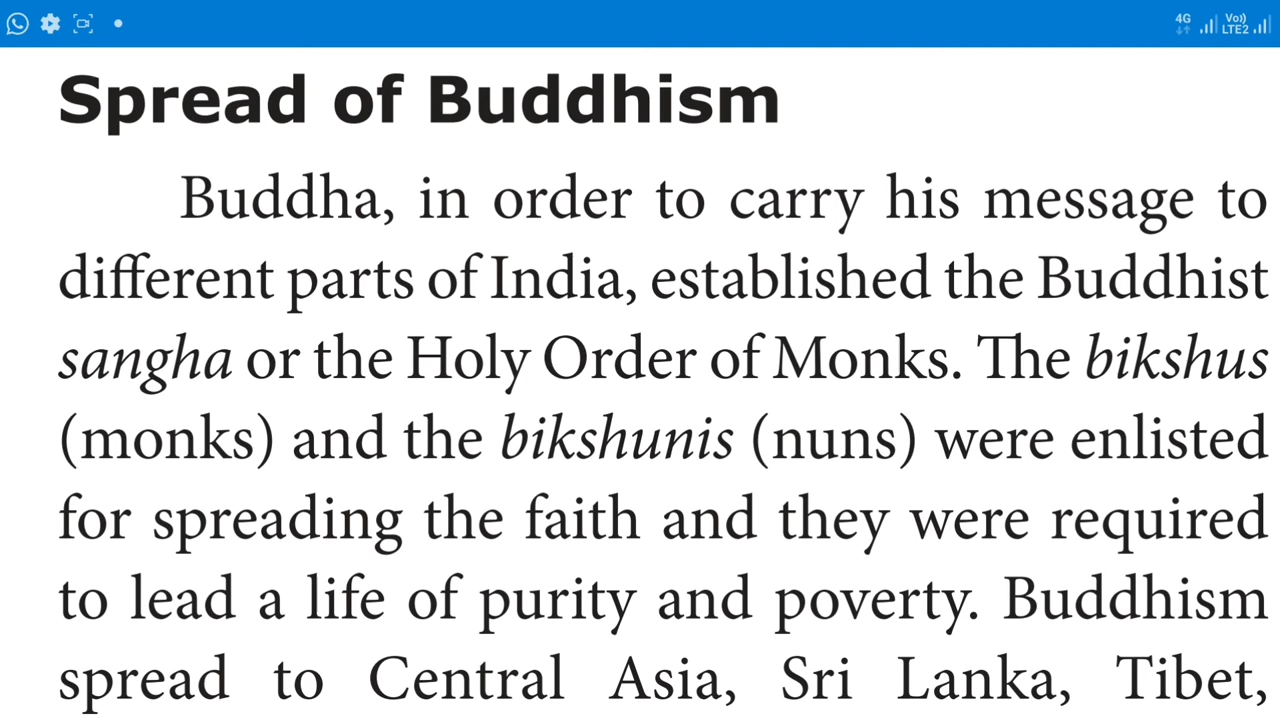 4G Vo))
LTE2
Spread of Buddhism
Buddha, in order to carry his message to
different parts of India, established the Buddhist
sangha or the Holy Order of Monks. The bikshus
(monks) and the bikshunis (nuns) were enlisted
for spreading the faith and they were required
to lead a life of purity and poverty. Buddhism
spread to Central Asia, Sri Lanka, Tibet,